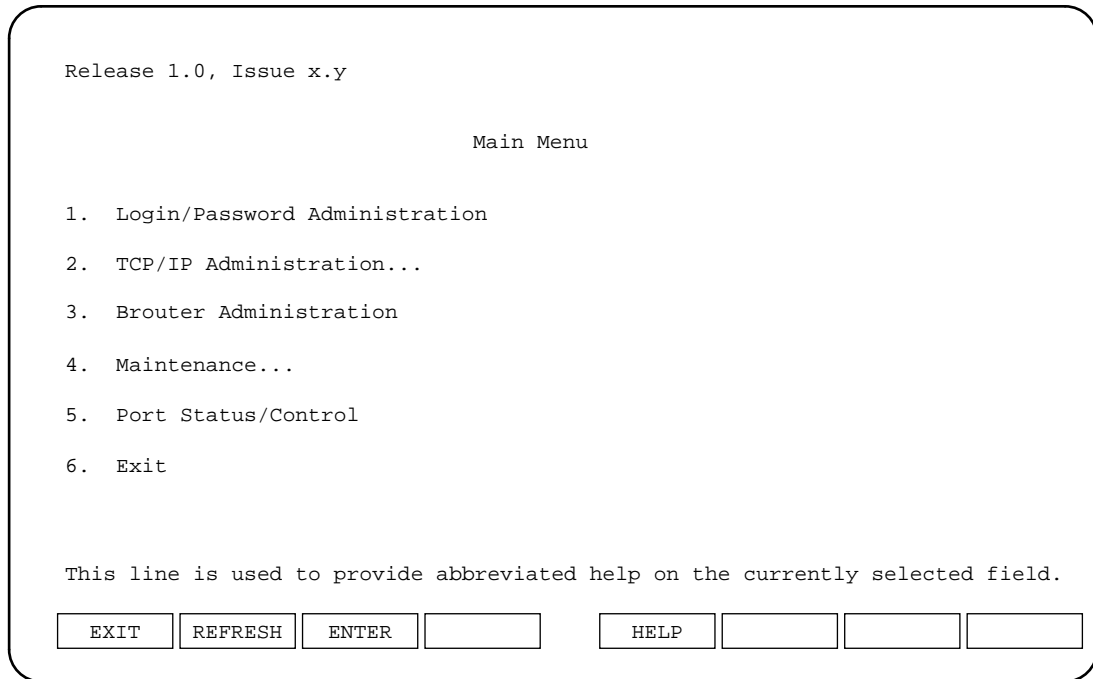 Release 1.0, Issue x.y
Main Menu
1. Login/Password Administration
2. TCP/IP Administration...
3. Brouter Administration
4. Maintenance...
5. Port Status/Control
6. Exit
This line is used to provide abbreviated help on the currently selected field.
EXIT REFRESH ENTER HELP